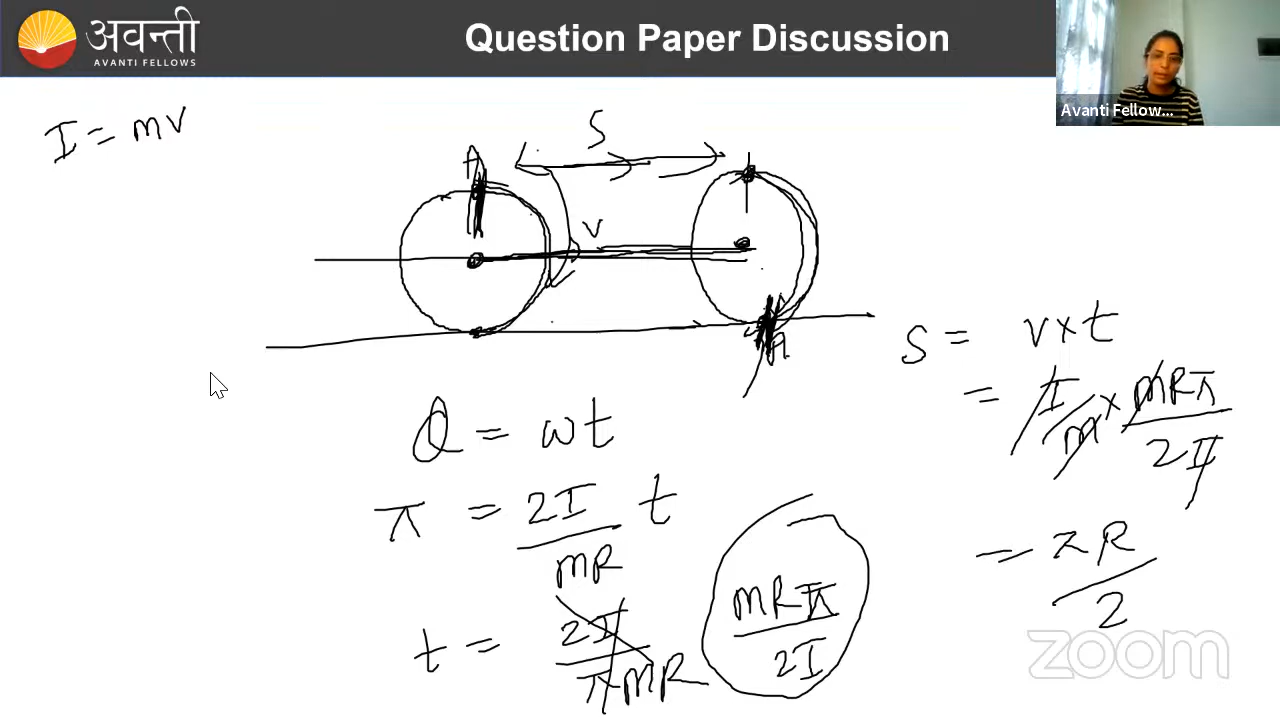 अवन्ती
AVANTI FELLOWS
Question Paper Discussion
Avanti Fellow...
I = mv
A
S
V
A
θ = ωt
π = 2I/mR t
t = 2I/πmR
mRπ/2I
S = v×t
= I/m × mRπ/2I
= πR/2
zoom